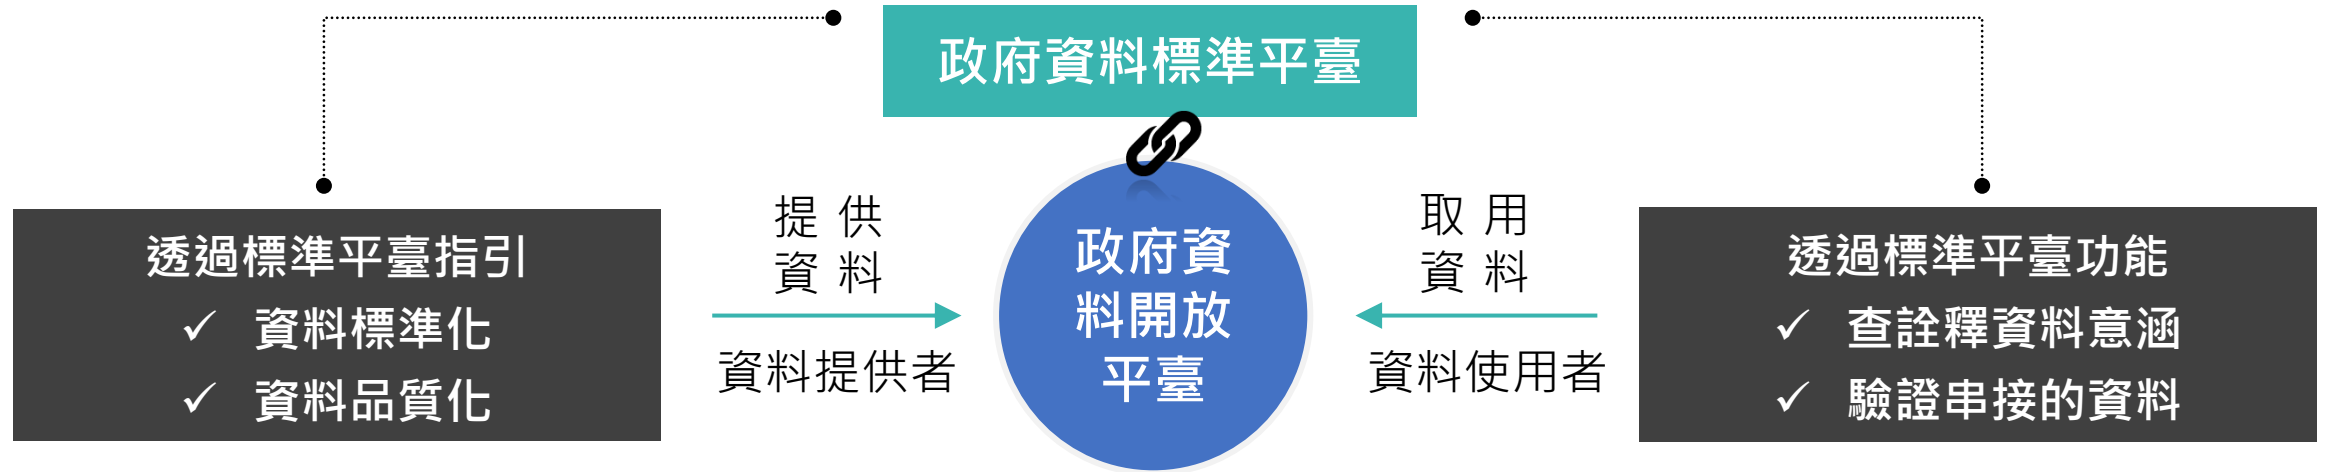 政府資料標準平臺
透過標準平臺指引
✓ 資料標準化
✓ 資料品質化
提供
資料
資料提供者
政府資
料開放
平臺
取用
資料
資料使用者
透過標準平臺功能
✓ 查詮釋資料意涵
✓ 驗證串接的資料